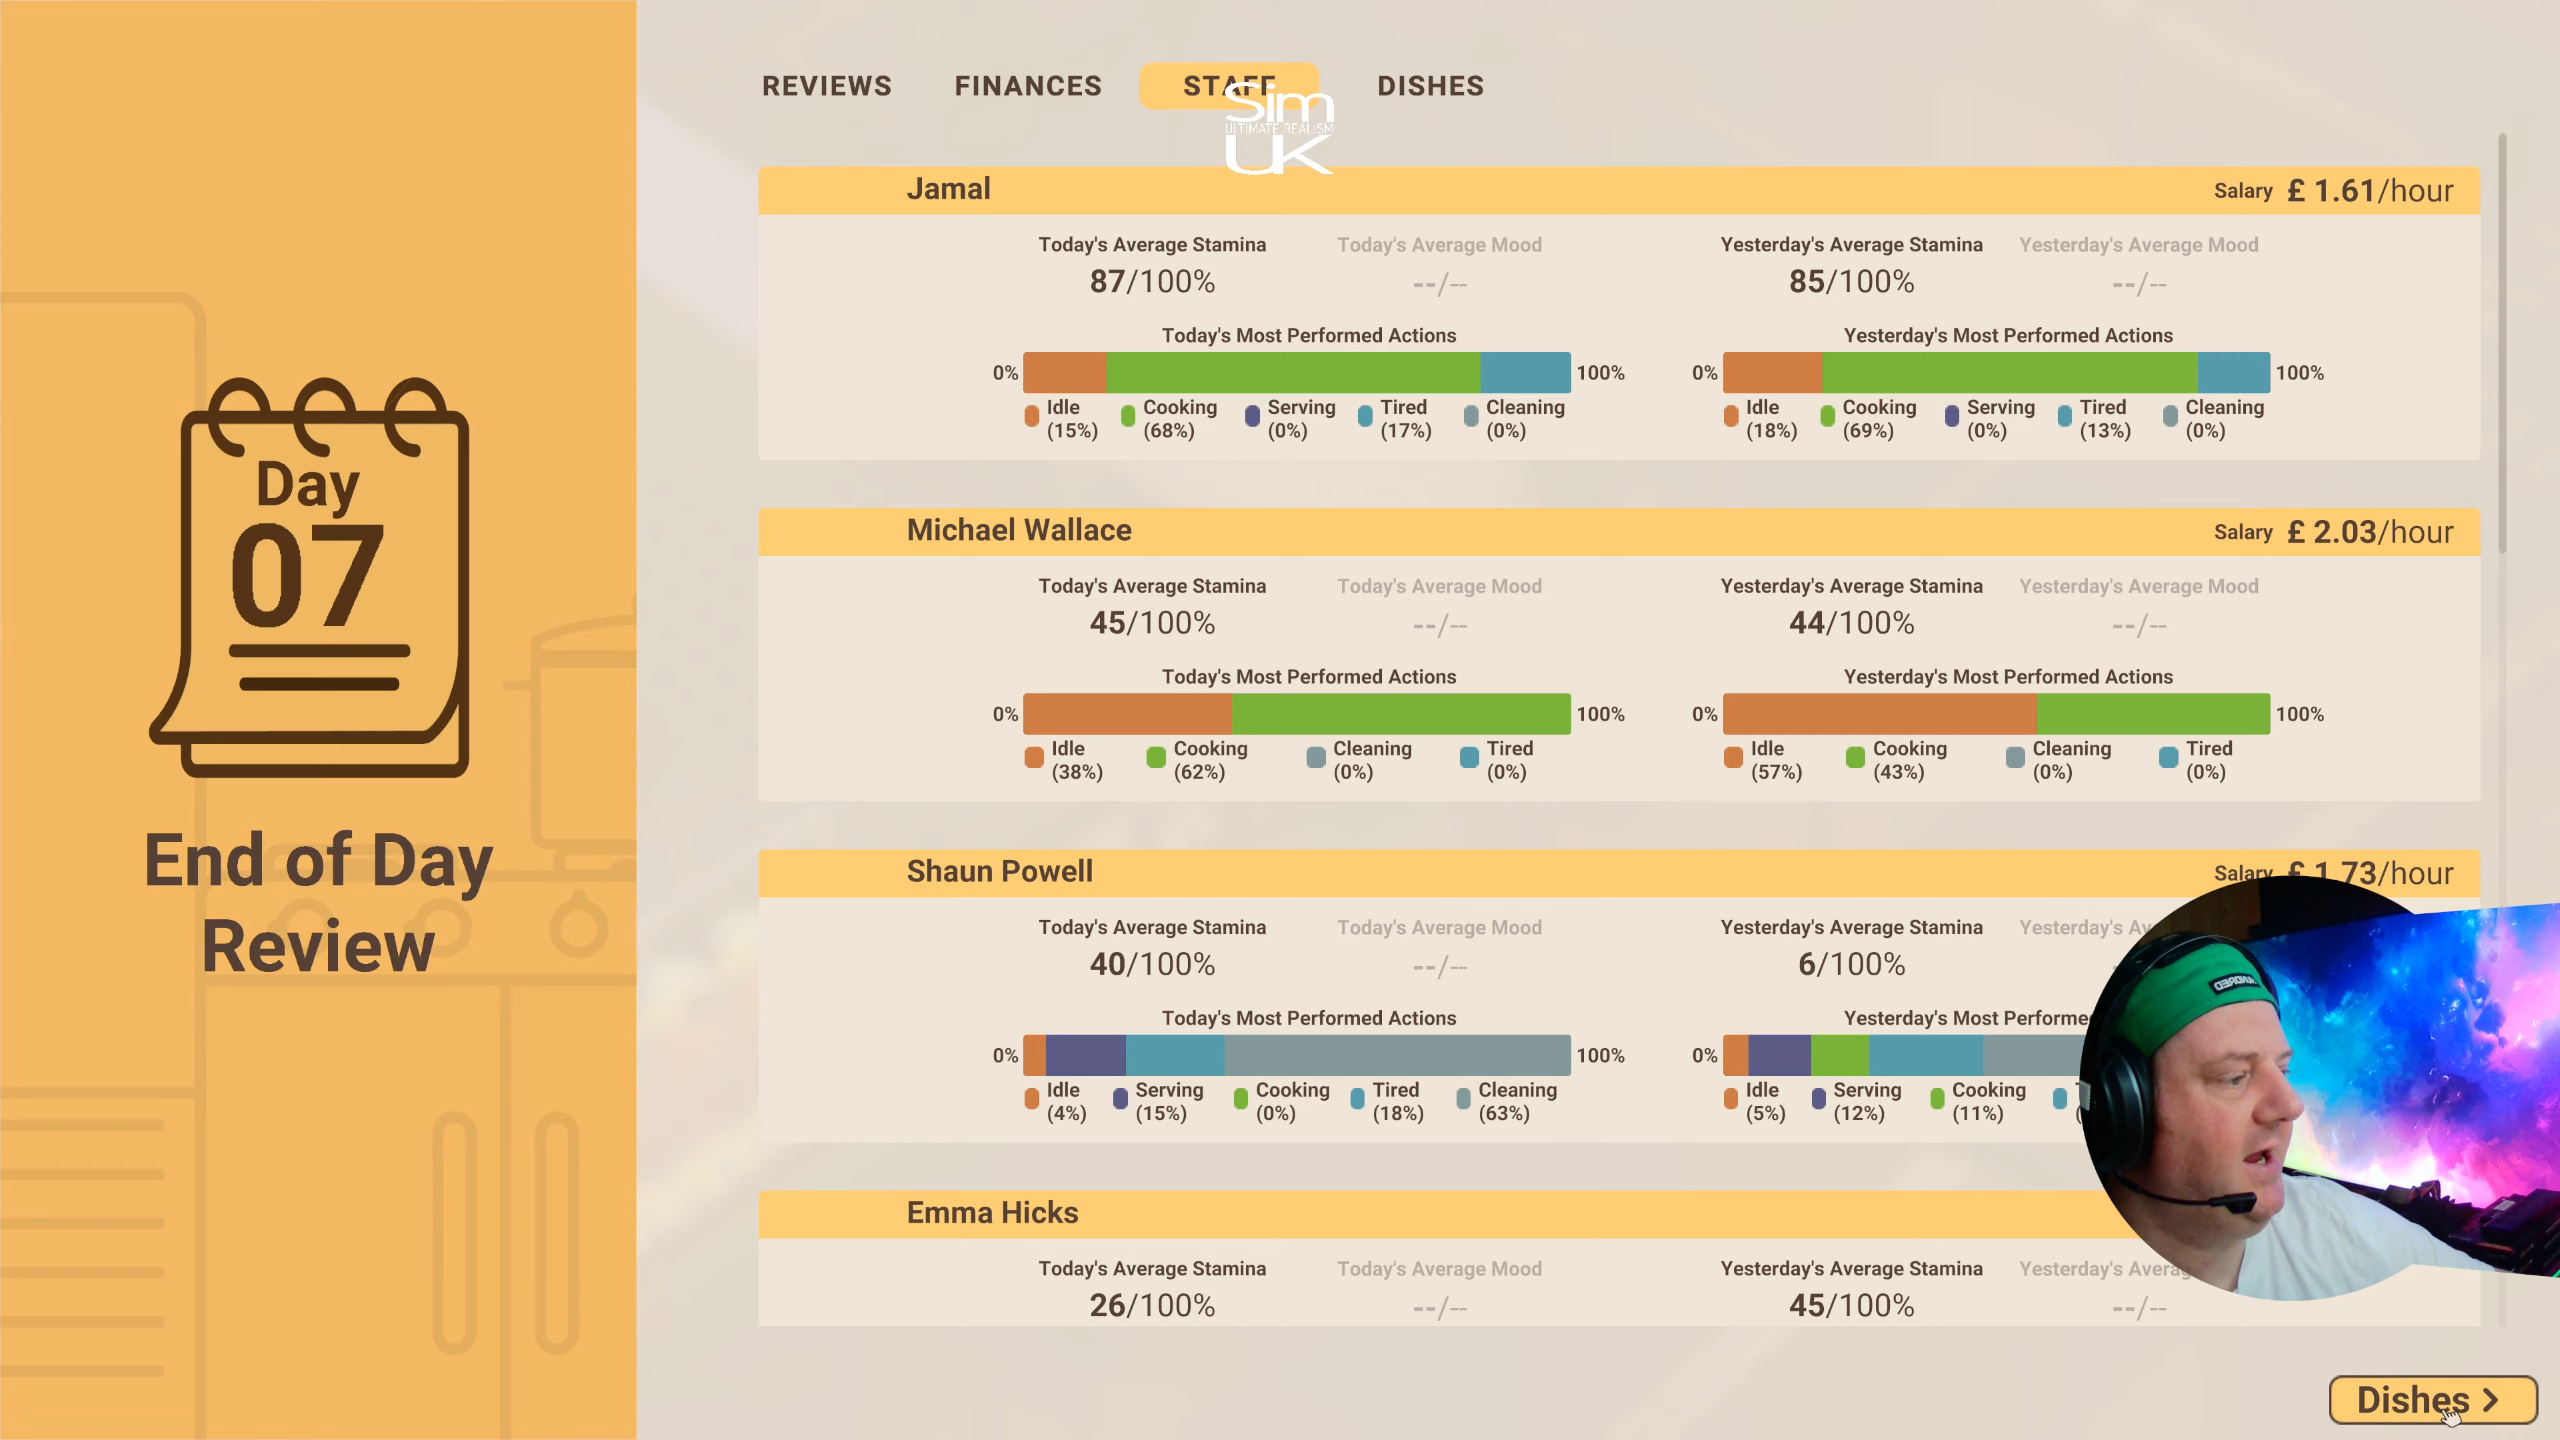 REVIEWS FINANCES STAFF DISHES
Sim
ULTIMATE REALISM
UK
Day
07
End of Day
Review
Jamal Salary £ 1.61/hour
Today's Average Stamina Today's Average Mood Yesterday's Average Stamina Yesterday's Average Mood
87/100% --/-- 85/100% --/--
Today's Most Performed Actions Yesterday's Most Performed Actions
0% 100% 0% 100%
Idle Cooking Serving Tired Cleaning Idle Cooking Serving Tired Cleaning
(15%) (68%) (0%) (17%) (0%) (18%) (69%) (0%) (13%) (0%)
Michael Wallace Salary £ 2.03/hour
Today's Average Stamina Today's Average Mood Yesterday's Average Stamina Yesterday's Average Mood
45/100% --/-- 44/100% --/--
Today's Most Performed Actions Yesterday's Most Performed Actions
0% 100% 0% 100%
Idle Cooking Cleaning Tired Idle Cooking Cleaning Tired
(38%) (62%) (0%) (0%) (57%) (43%) (0%) (0%)
Shaun Powell Salary £ 1.73/hour
Today's Average Stamina Today's Average Mood Yesterday's Average Stamina Yesterday's
40/100% --/-- 6/100%
Today's Most Performed Actions Yesterday's Most
0% 100% 0%
Idle Serving Cooking Tired Cleaning Idle Serving Cooking
(4%) (15%) (0%) (18%) (63%) (5%) (12%) (11%)
Emma Hicks
Today's Average Stamina Today's Average Mood Yesterday's Average Stamina Yesterday's
26/100% --/-- 45/100% --/--
Dishes >